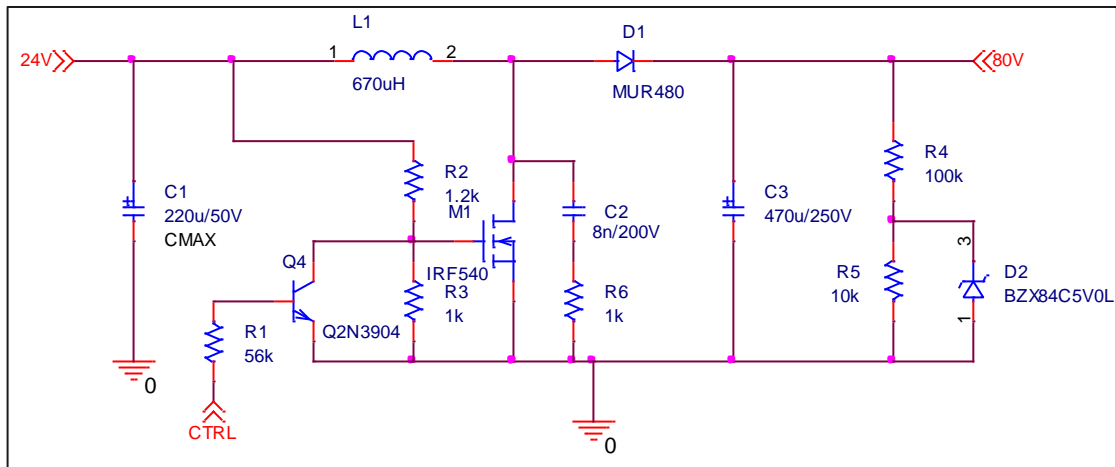 L1
24V
1
2
670uH
D1
MUR480
80V
C1
220u/50V
CMAX
R2
1.2k
M1
IRF540
C2
8n/200V
C3
470u/250V
R4
100k
Q4
Q2N3904
R3
1k
R6
1k
R5
10k
3
D2
BZX84C5V0L
1
R1
56k
CTRL
0
0